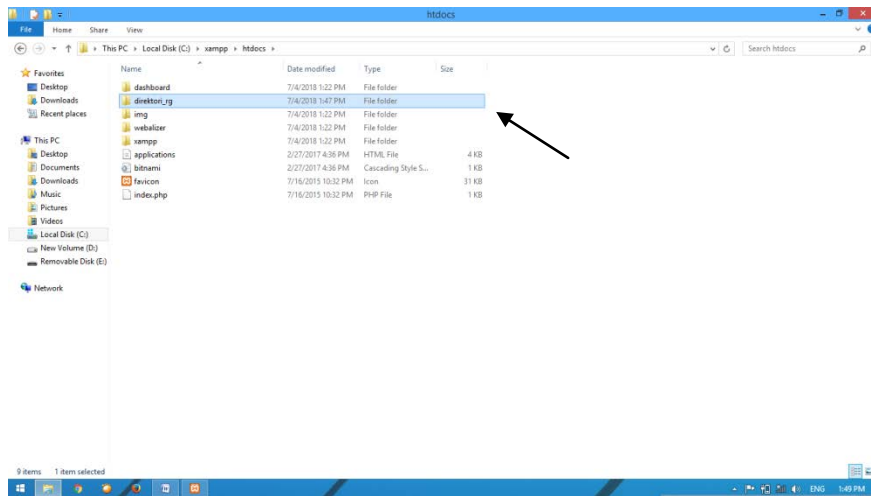 htdocs
File Home Share View
This PC Local Disk (C:) xampp htdocs
Search htdocs
Name Date modified Type Size
Favorites
Desktop
Downloads
Recent places
This PC
Desktop
Documents
Downloads
Music
Pictures
Videos
Local Disk (C:)
New Volume (D:)
Removable Disk (E:)
Network
dashboard 7/4/2018 1:22 PM File folder
direktori_rg 7/4/2018 1:47 PM File folder
img 7/4/2018 1:22 PM File folder
webalizer 7/4/2018 1:22 PM File folder
xampp 7/4/2018 1:22 PM File folder
applications 2/27/2017 4:36 PM HTML File 4 KB
bitnami 2/27/2017 4:36 PM Cascading Style S... 1 KB
favicon 7/16/2015 10:32 PM Icon 31 KB
index.php 7/16/2015 10:32 PM PHP File 1 KB
9 items 1 item selected
ENG 1:49 PM